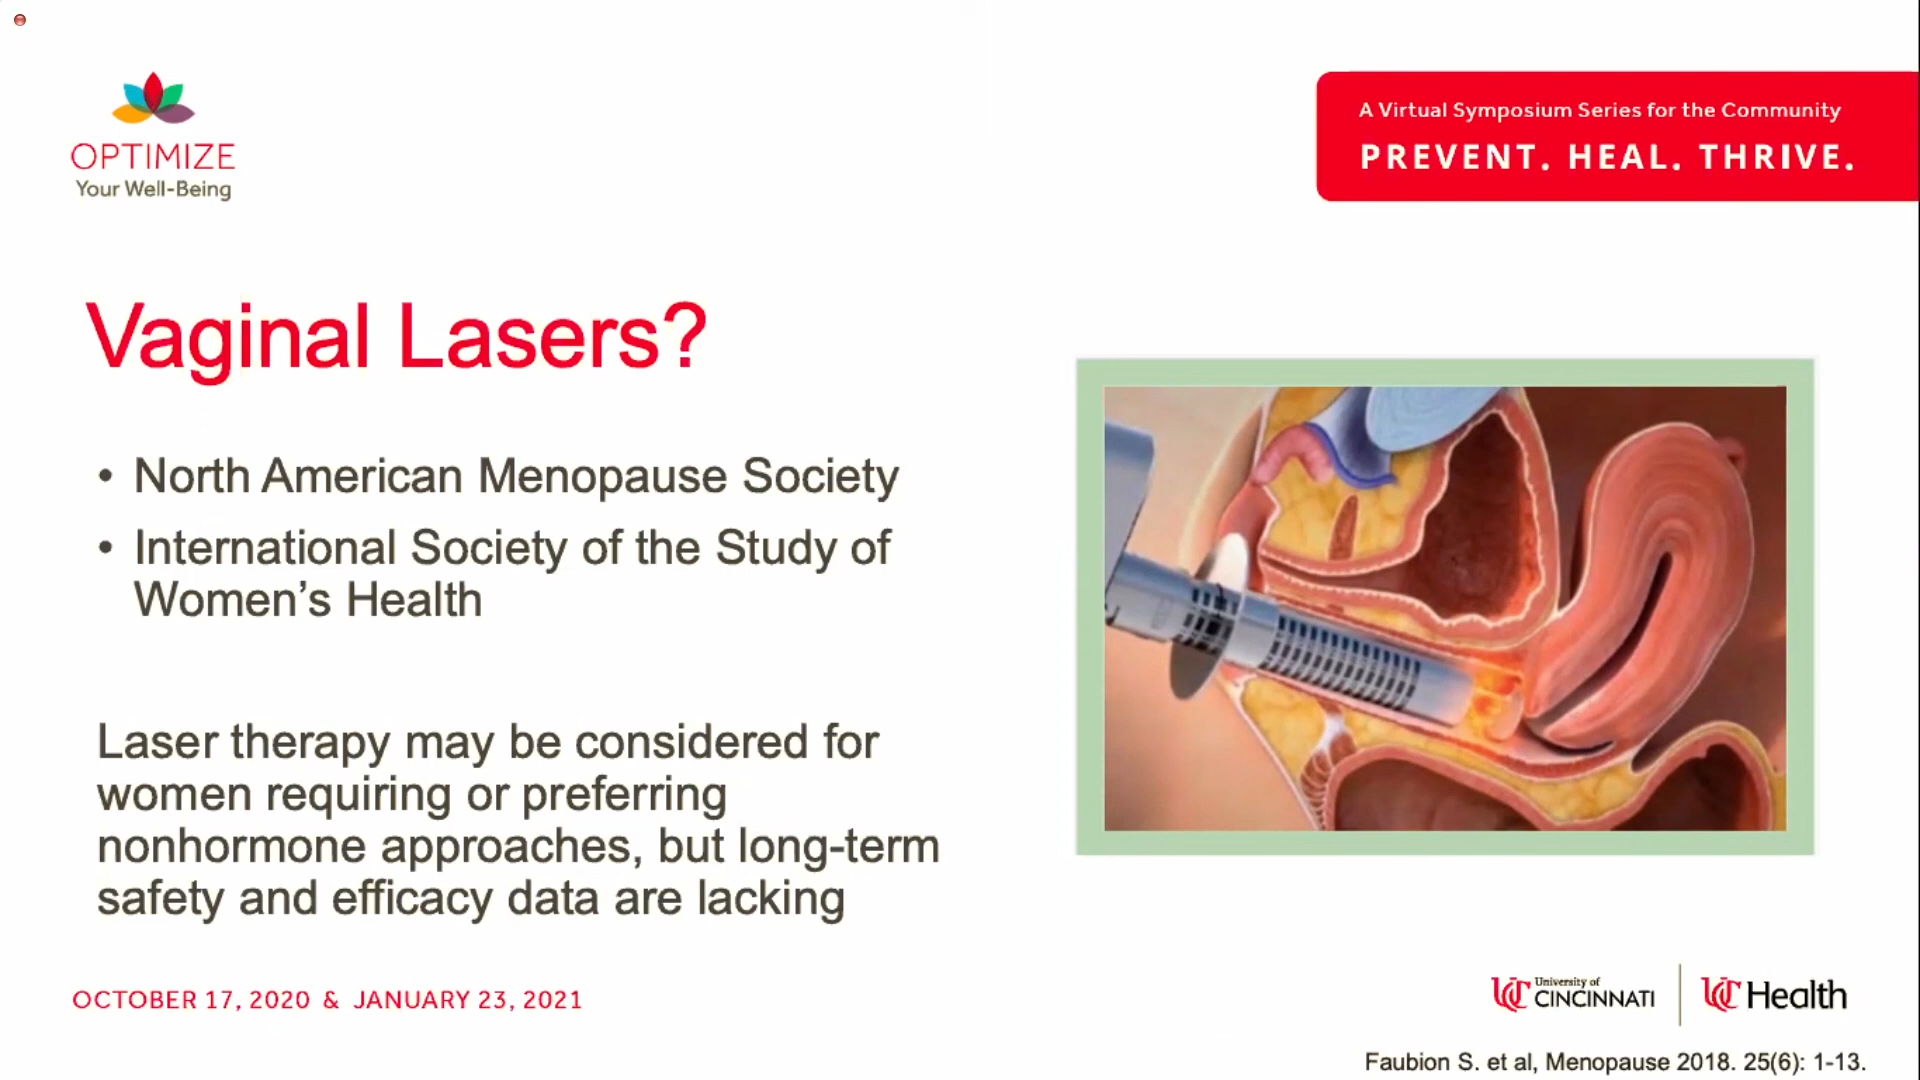 OPTIMIZE
Your Well-Being
A Virtual Symposium Series for the Community
PREVENT. HEAL. THRIVE.
Vaginal Lasers?
• North American Menopause Society
• International Society of the Study of
Women’s Health
Laser therapy may be considered for
women requiring or preferring
nonhormone approaches, but long-term
safety and efficacy data are lacking
OCTOBER 17, 2020 & JANUARY 23, 2021
University of
CINCINNATI
Health
Faubion S. et al, Menopause 2018. 25(6): 1-13.